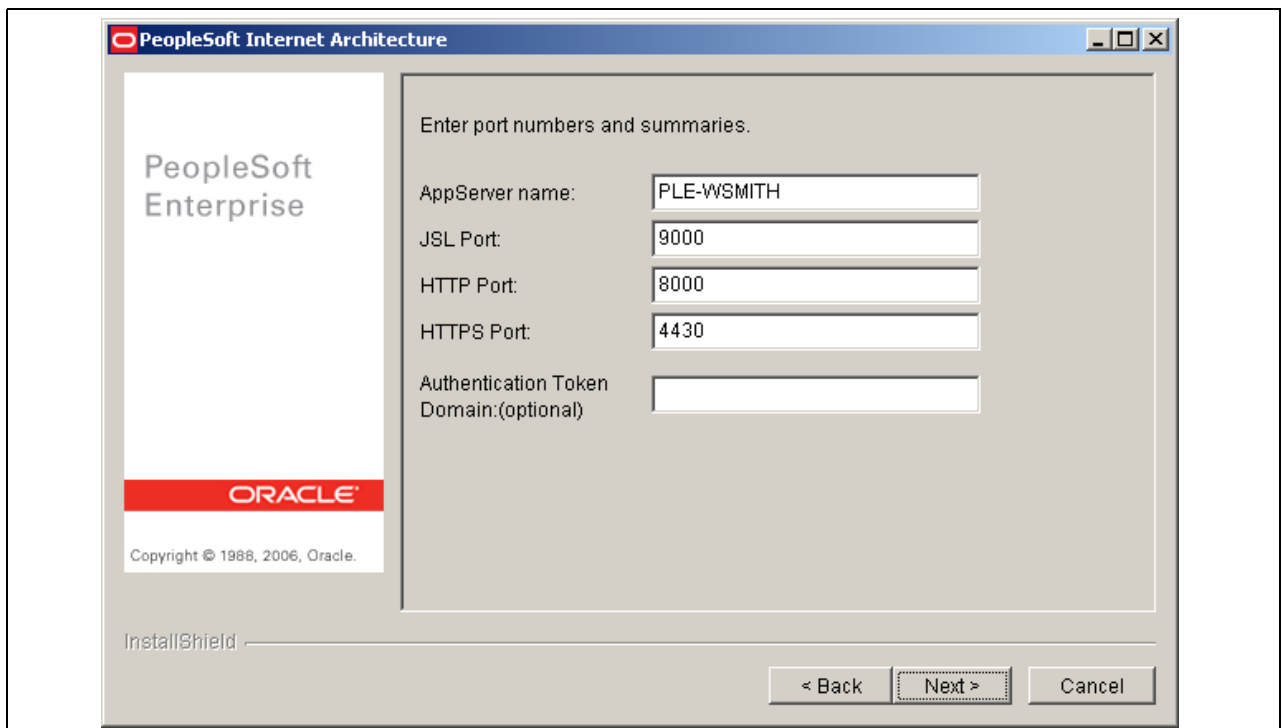 PeopleSoft Internet Architecture
PeopleSoft
Enterprise
ORACLE
Copyright © 1988, 2006, Oracle.
Enter port numbers and summaries.
AppServer name: PLE-WSMITH
JSL Port: 9000
HTTP Port: 8000
HTTPS Port: 4430
Authentication Token
Domain:(optional)
InstallShield
< Back Next > Cancel